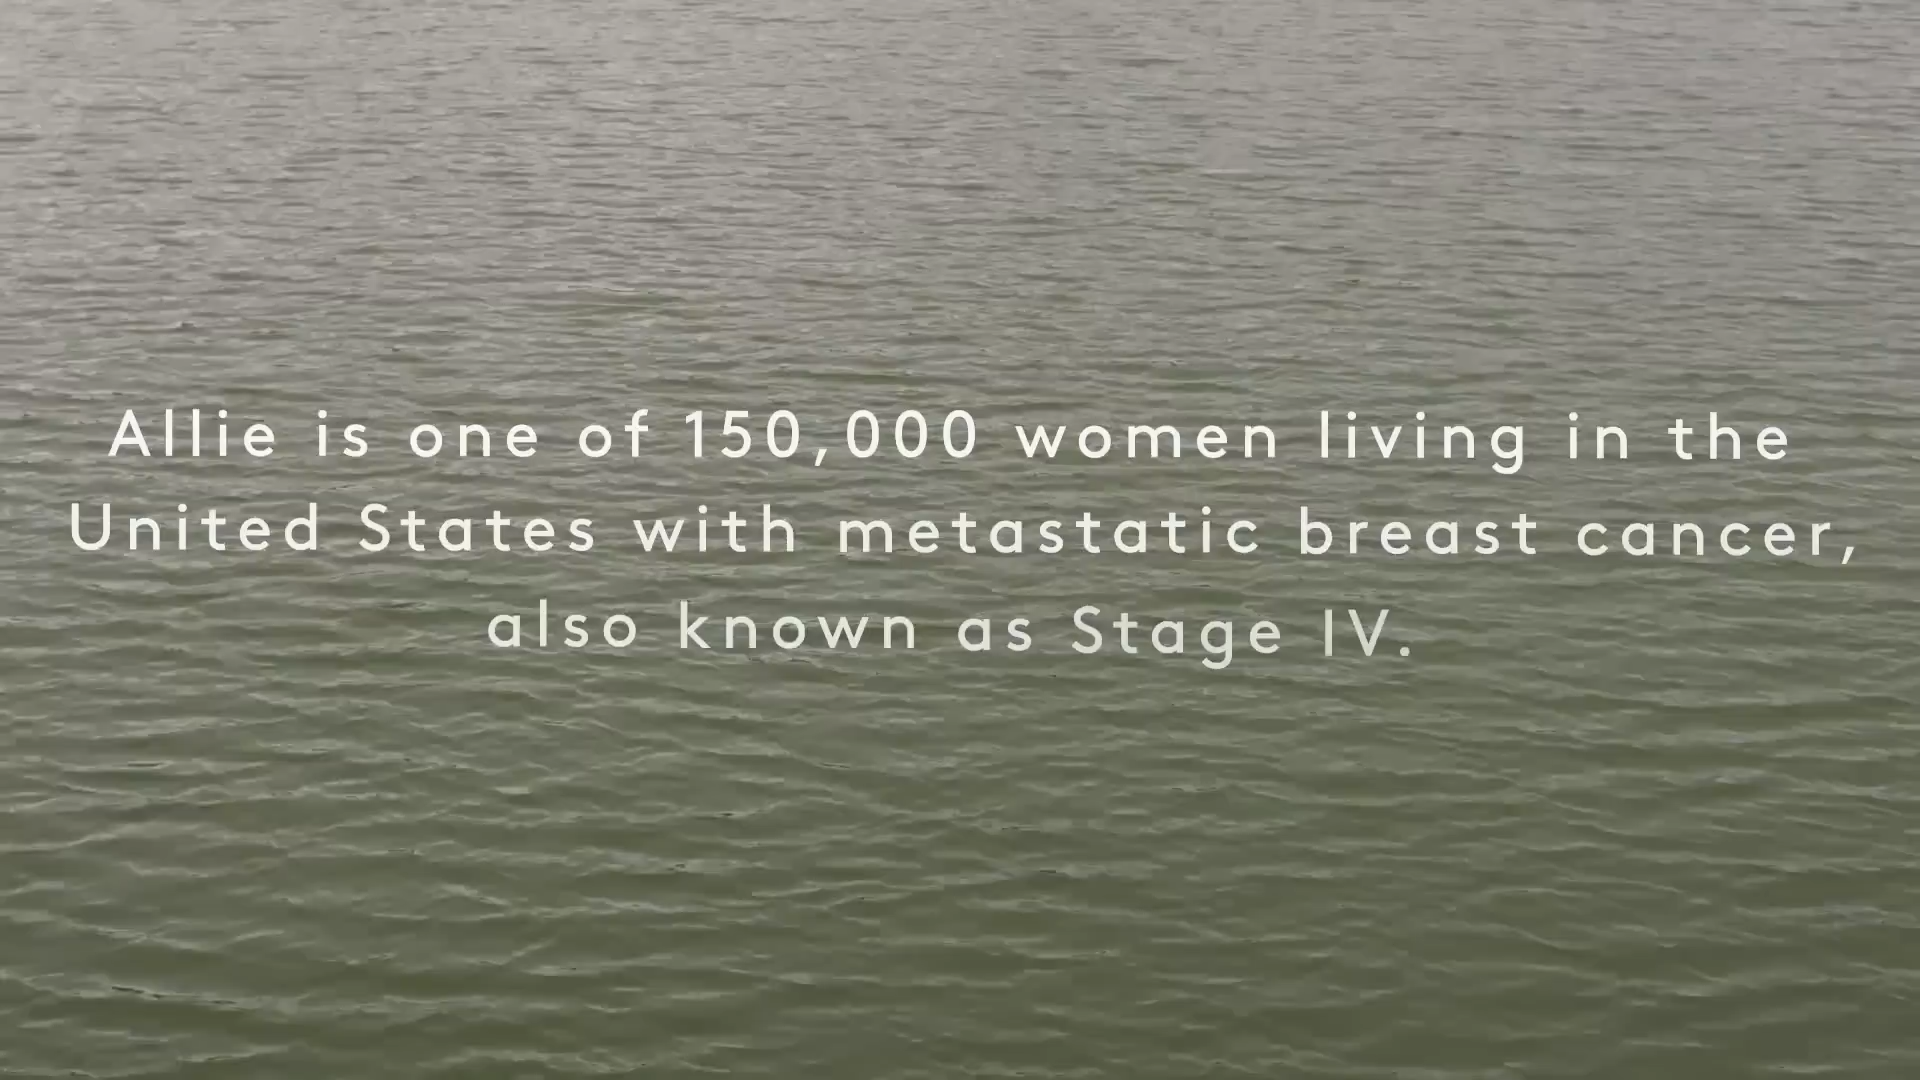 Allie is one of 150,000 women living in the
United States with metastatic breast cancer,
also known as Stage IV.